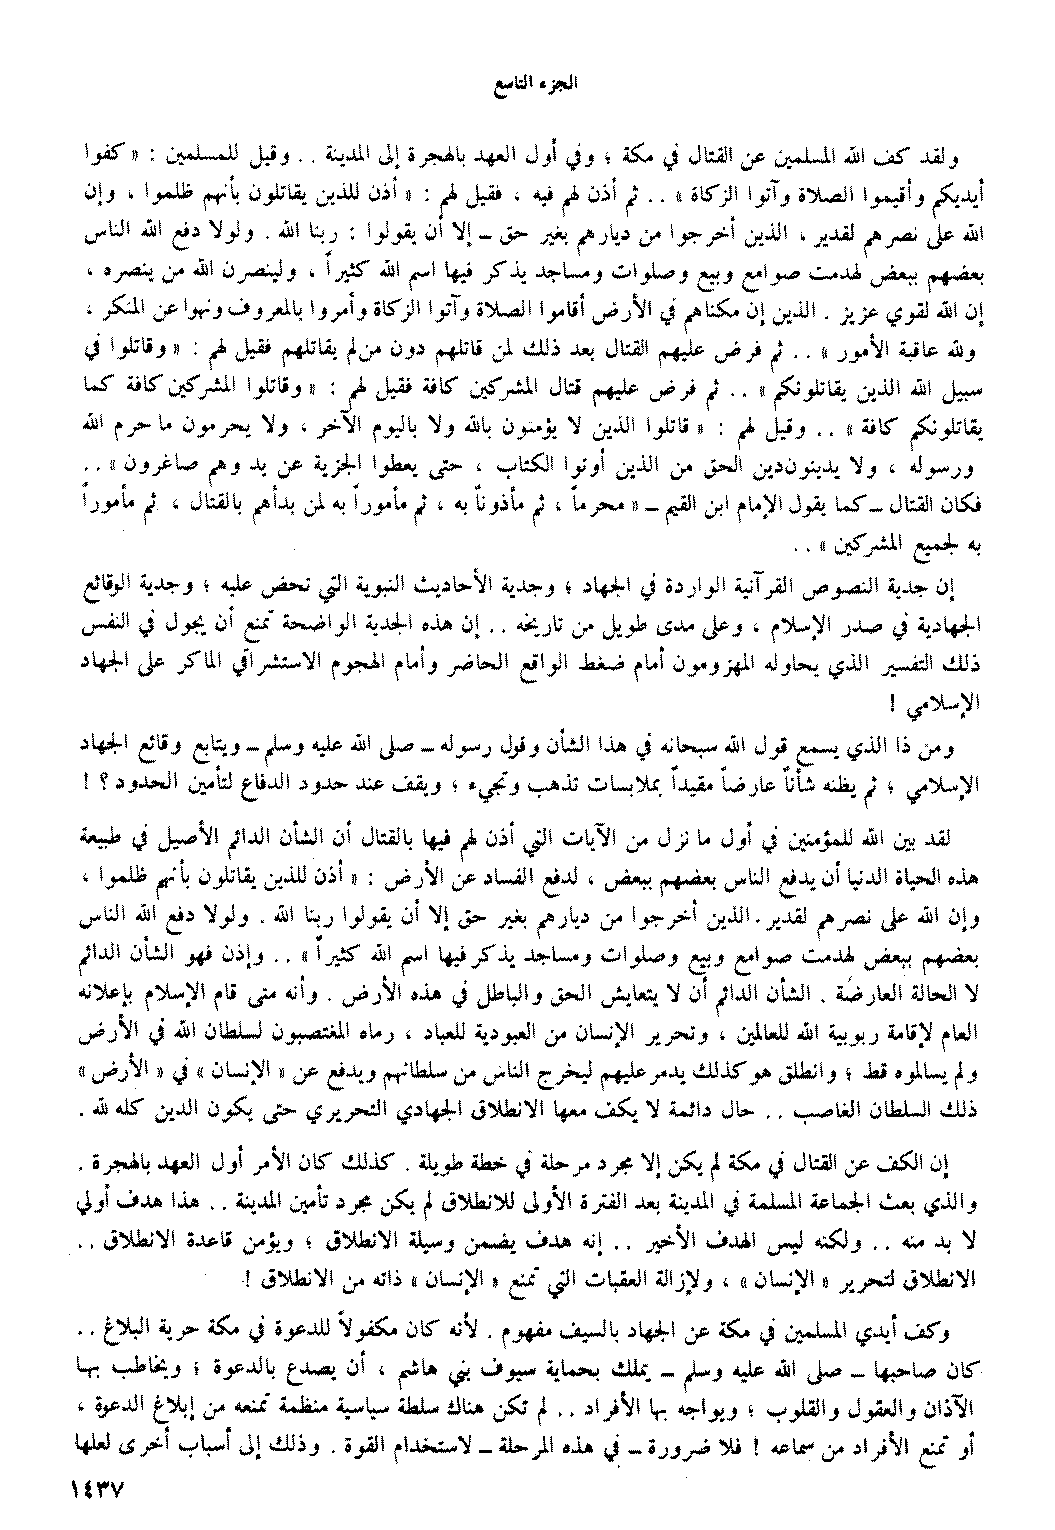 الجزء التاسع
ولقد كف الله المسلمين عن القتال في مكة ؛ وفي أول العهد بالهجرة إلى المدينة .. وقيل للمسلمين : « كفوا
أيديكم وأقيموا الصلاة وآتوا الزكاة » .. ثم أذن لهم فيه ، فقيل لهم : « أذن للذين يقاتلون بأنهم ظلموا ، وإن
الله على نصرهم لقدير ، الذين أخرجوا من ديارهم بغير حق – إلا أن يقولوا : ربنا الله . ولولا دفع الله الناس
بعضهم ببعض لهدمت صوامع وبيع وصلوات ومساجد يذكر فيها اسم الله كثيراً ، ولينصرن الله من ينصره ،
إن الله لقوي عزيز . الذين إن مكناهم في الأرض أقاموا الصلاة وآتوا الزكاة وأمروا بالمعروف ونهوا عن المنكر ،
ولله عاقبة الأمور » .. ثم فرض عليهم القتال بعد ذلك لمن قاتلهم دون من لم يقاتلهم فقيل لهم : « وقاتلوا في
سبيل الله الذين يقاتلونكم » .. ثم فرض عليهم قتال المشركين كافة فقيل لهم : « وقاتلوا المشركين كافة كما
يقاتلونكم كافة » .. وقيل لهم : « قاتلوا الذين لا يؤمنون بالله ولا باليوم الآخر ، ولا يحرمون ما حرم الله
ورسوله ، ولا يدينون دين الحق من الذين أوتوا الكتاب ، حتى يعطوا الجزية عن يد وهم صاغرون » ..
فكان القتال – كما يقول الإمام ابن القيم – « محرماً ، ثم مأذوناً به ، ثم مأموراً به لمن بدأهم بالقتال ، ثم مأموراً
به لجميع المشركين » ..
إن جدية النصوص القرآنية الواردة في الجهاد ؛ وجدية الأحاديث النبوية التي تحض عليه ؛ وجدية الوقائع
الجهادية في صدر الإسلام ، وعلى مدى طويل من تاريخه .. إن هذه الجدية الواضحة تمنع أن يجول في النفس
ذلك التفسير الذي يحاوله المهزومون أمام ضغط الواقع الحاضر وأمام الهجوم الاستشراقي الماكر على الجهاد
الإسلامي !
ومن ذا الذي يسمع قول الله سبحانه في هذا الشأن وقول رسوله – صلى الله عليه وسلم – ويتابع وقائع الجهاد
الإسلامي ؛ ثم يظنه شأناً عارضاً مقيداً بملابسات تذهب وتجيء ؛ ويقف عند حدود الدفاع لتأمين الحدود ؟ !
لقد بين الله للمؤمنين في أول ما نزل من الآيات التي أذن لهم فيها بالقتال أن الشأن الدائم الأصيل في طبيعة
هذه الحياة الدنيا أن يدفع الناس بعضهم ببعض ، لدفع الفساد عن الأرض : « أذن للذين يقاتلون بأنهم ظلموا ،
وإن الله على نصرهم لقدير . الذين أخرجوا من ديارهم بغير حق إلا أن يقولوا ربنا الله . ولولا دفع الله الناس
بعضهم ببعض لهدمت صوامع وبيع وصلوات ومساجد يذكر فيها اسم الله كثيراً » .. وإذن فهو الشأن الدائم
لا الحالة العارضة . الشأن الدائم أن لا يتعايش الحق والباطل في هذه الأرض . وأنه متى قام الإسلام بإعلانه
العام لإقامة ربوبية الله للعالمين ، وتحرير الإنسان من العبودية للعباد ، رماه المغتصبون لسلطان الله في الأرض
ولم يسالموه قط ؛ وانطلق هو كذلك يدمر عليهم ليخرج الناس من سلطانهم ويدفع عن « الإنسان » في « الأرض »
ذلك السلطان الغاصب .. حال دائمة لا يكف معها الانطلاق الجهادي التحريري حتى يكون الدين كله لله .
إن الكف عن القتال في مكة لم يكن إلا مجرد مرحلة في خطة طويلة . كذلك كان الأمر أول العهد بالهجرة .
والذي بعث الجماعة المسلمة في المدينة بعد الفترة الأولى للانطلاق لم يكن مجرد تأمين المدينة .. هذا هدف أولي
لا بد منه .. ولكنه ليس الهدف الأخير .. إنه هدف يضمن وسيلة الانطلاق ؛ ويؤمن قاعدة الانطلاق ..
الانطلاق لتحرير « الإنسان » ، ولإزالة العقبات التي تمنع « الإنسان » ذاته من الانطلاق !
وكف أيدي المسلمين في مكة عن الجهاد بالسيف مفهوم . لأنه كان مكفولاً للدعوة في مكة حرية البلاغ ..
كان صاحبها – صلى الله عليه وسلم – يملك بحماية سيوف بني هاشم ، أن يصدع بالدعوة ؛ ويخاطب بها
الآذان والعقول والقلوب ؛ ويواجه بها الأفراد .. لم تكن هناك سلطة سياسية منظمة تمنعه من إبلاغ الدعوة ،
أو تمنع الأفراد من سماعه ! فلا ضرورة – في هذه المرحلة – لاستخدام القوة . وذلك إلى أسباب أخرى لعلها
١٤٣٧